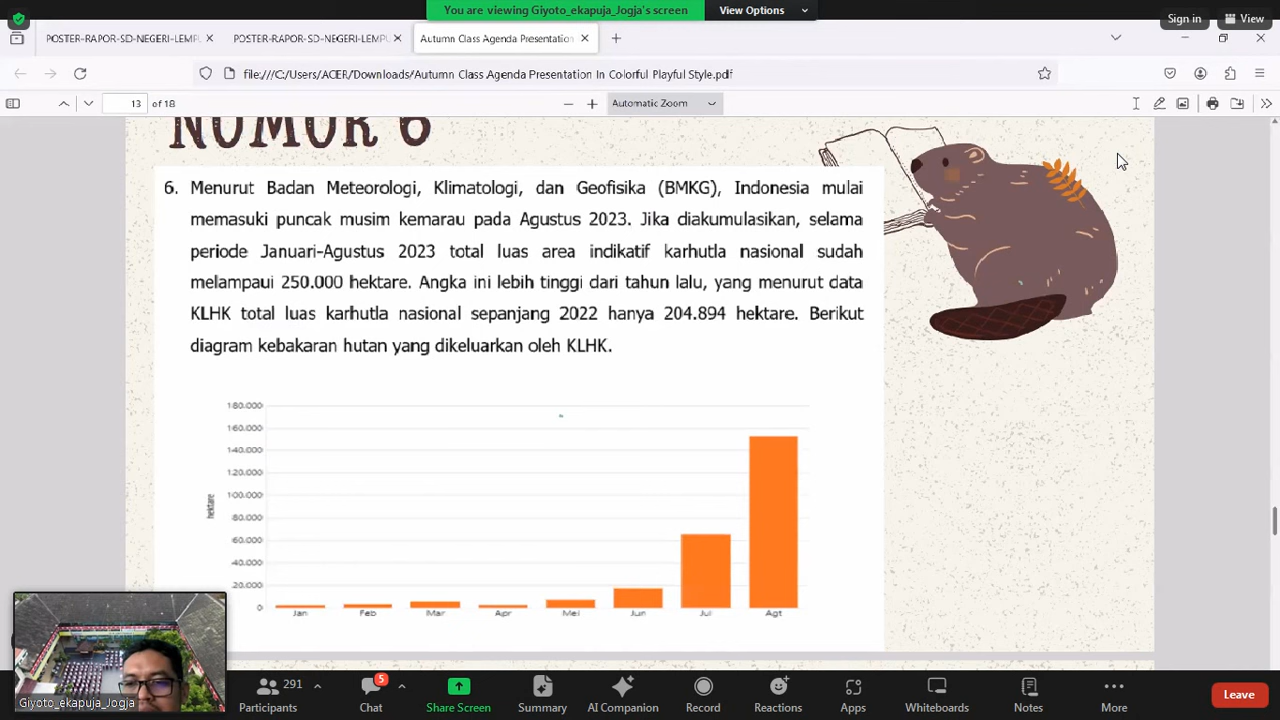 You are viewing Giyoto_ekapuja_Jogja's screen
View Options
Sign in
View
POSTER-RAPOR-SD-NEGERI-LEMPU
POSTER-RAPOR-SD-NEGERI-LEMPU
Autumn Class Agenda Presentation
file:///C:/Users/ACER/Downloads/Autumn Class Agenda Presentation In Colorful Playful Style.pdf
13 of 18
Automatic Zoom
NOMOR 6
6. Menurut Badan Meteorologi, Klimatologi, dan Geofisika (BMKG), Indonesia mulai
memasuki puncak musim kemarau pada Agustus 2023. Jika diakumulasikan, selama
periode Januari-Agustus 2023 total luas area indikatif karhutla nasional sudah
melampaui 250.000 hektare. Angka ini lebih tinggi dari tahun lalu, yang menurut data
KLHK total luas karhutla nasional sepanjang 2022 hanya 204.894 hektare. Berikut
diagram kebakaran hutan yang dikeluarkan oleh KLHK.
180.000
160.000
140.000
120.000
100.000
80.000
60.000
40.000
20.000
0
hektare
Jan Feb Mar Apr Mei Jun Jul Agt
Giyoto_ekapuja_Jogja
291
Participants
5
Chat
Share Screen
Summary
AI Companion
Record
Reactions
Apps
Whiteboards
Notes
More
Leave